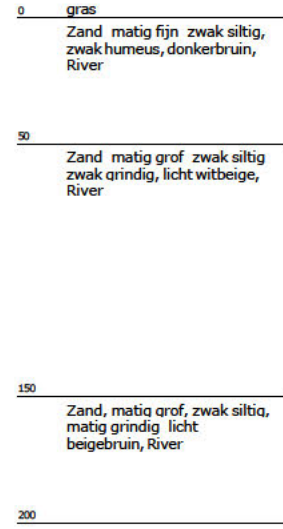 0 gras
Zand matig fijn zwak siltig,
zwak humeus, donkerbruin,
River
50
Zand matig grof zwak siltig
zwak grindig, licht witbeige,
River
150
Zand, matig grof, zwak siltig,
matig grindig licht
beigebruin, River
200